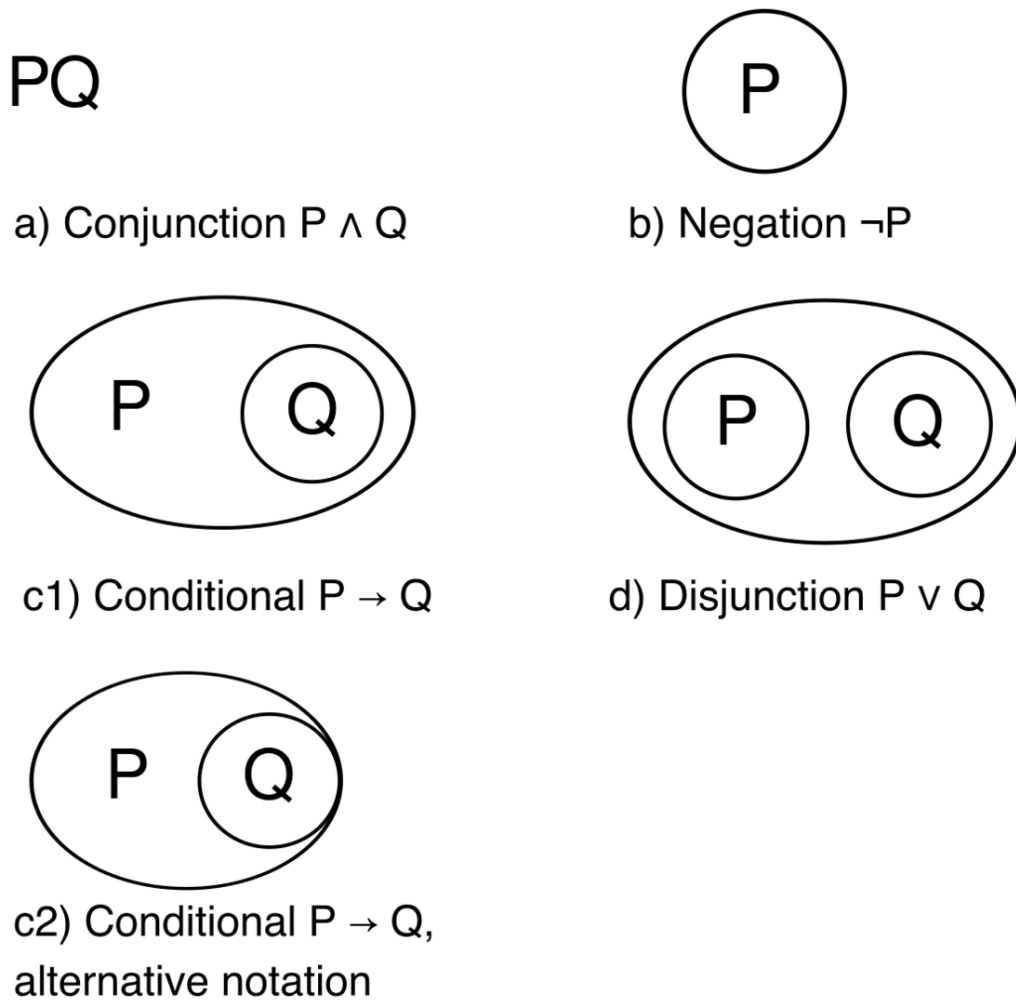 PQ
P
a) Conjunction P ∧ Q
b) Negation ¬P
P Q
P Q
c1) Conditional P → Q
d) Disjunction P ∨ Q
P Q
c2) Conditional P → Q,
alternative notation